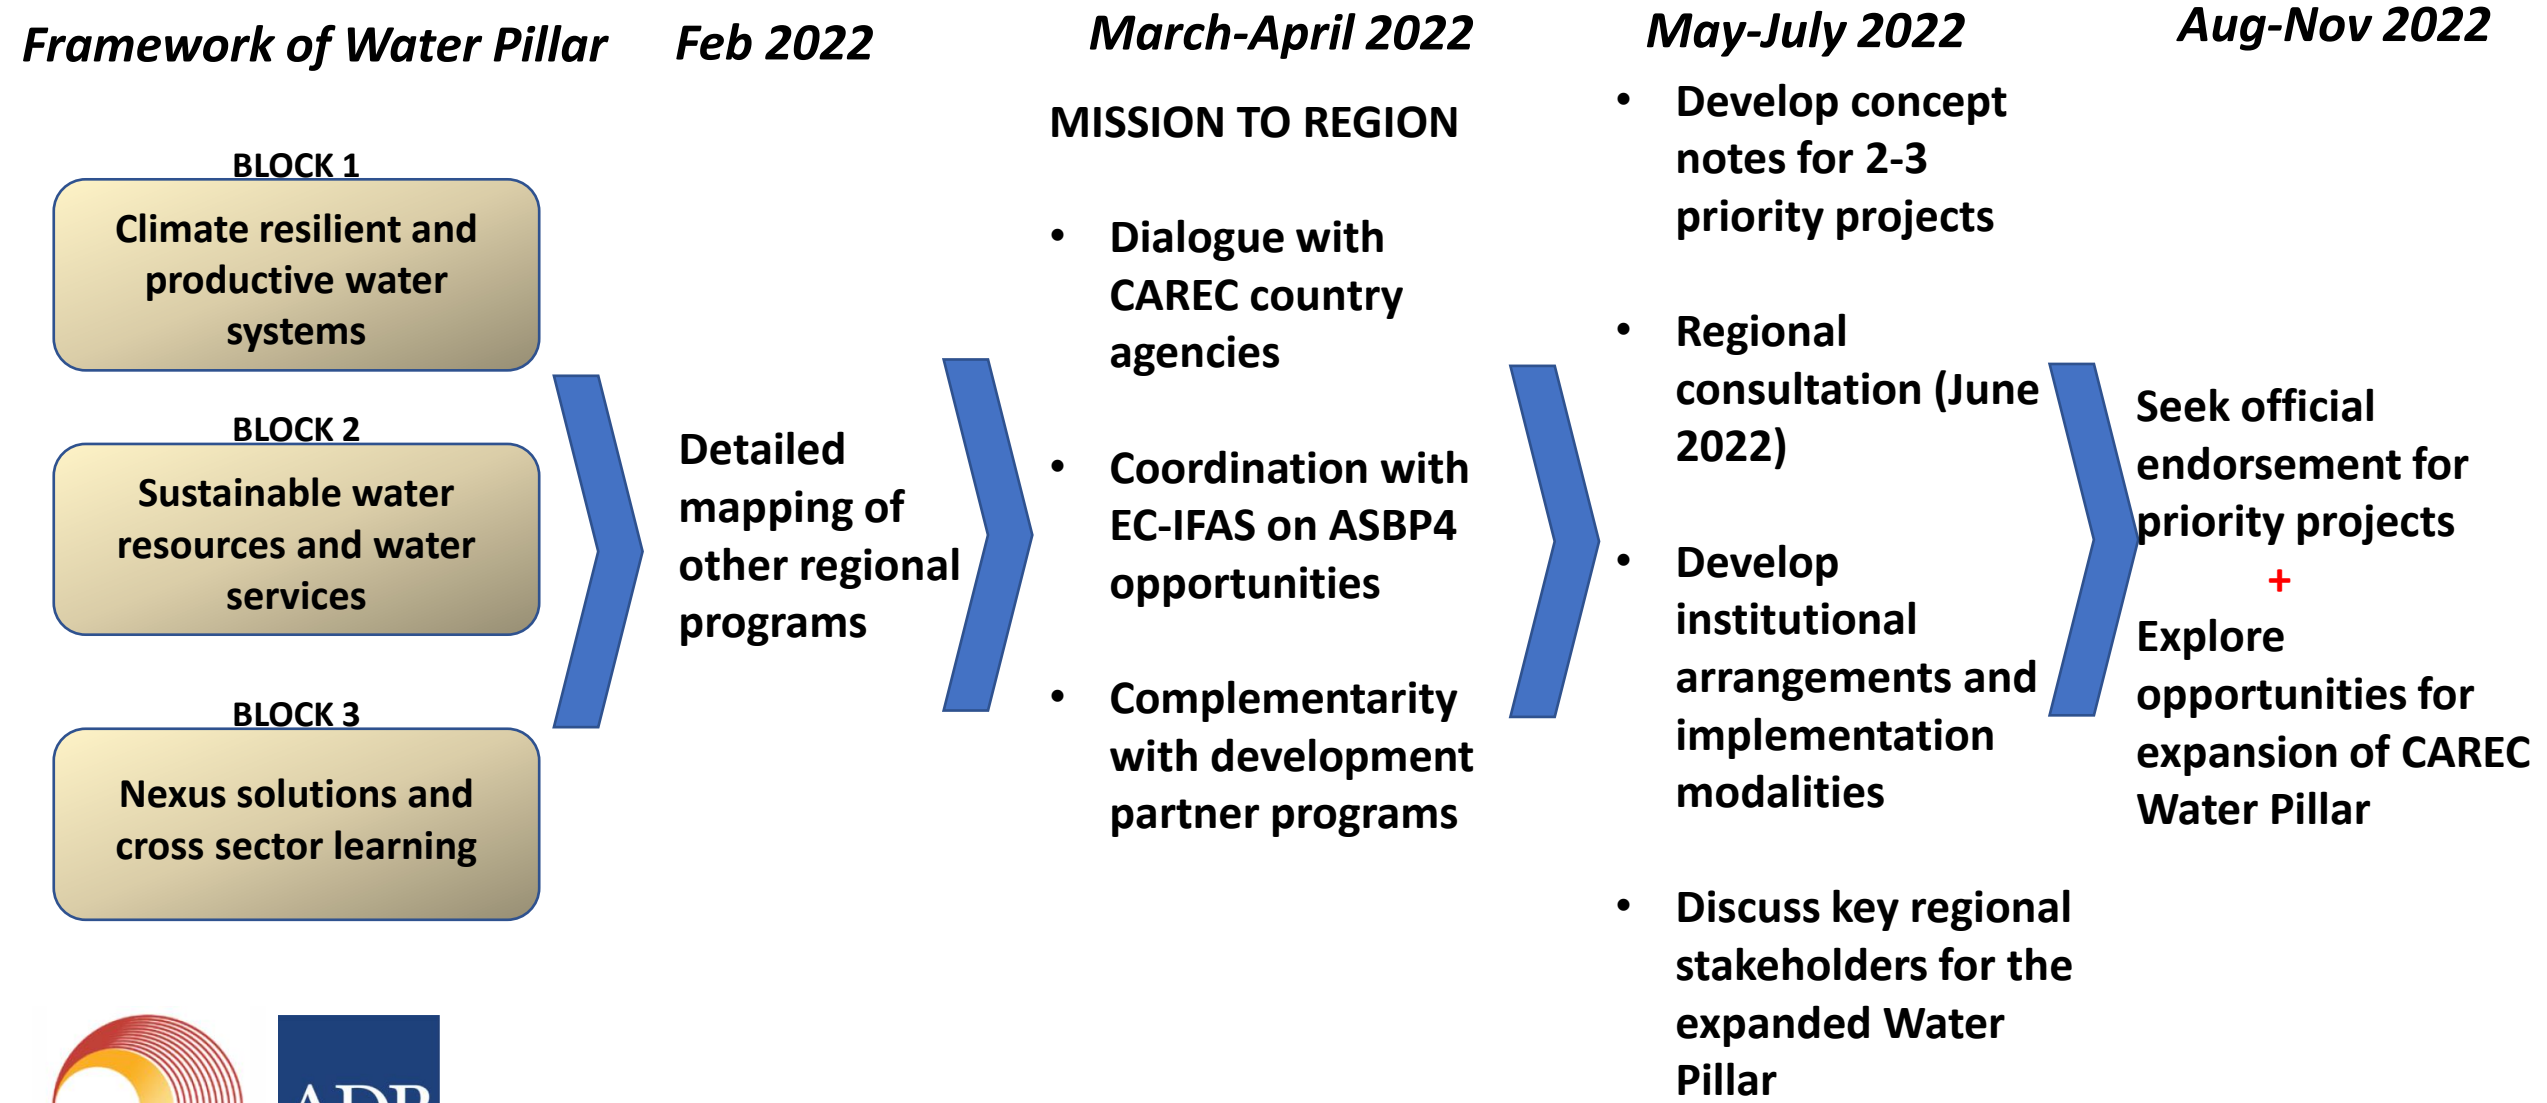 Framework of Water Pillar
BLOCK 1
Climate resilient and
productive water
systems
BLOCK 2
Sustainable water
resources and water
services
BLOCK 3
Nexus solutions and
cross sector learning
Feb 2022
Detailed
mapping of
other regional
programs
March-April 2022
MISSION TO REGION
• Dialogue with
CAREC country
agencies
• Coordination with
EC-IFAS on ASBP4
opportunities
• Complementarity
with development
partner programs
May-July 2022
• Develop concept
notes for 2-3
priority projects
• Regional
consultation (June
2022)
• Develop
institutional
arrangements and
implementation
modalities
• Discuss key regional
stakeholders for the
expanded Water
Pillar
Aug-Nov 2022
Seek official
endorsement for
priority projects
+
Explore
opportunities for
expansion of CAREC
Water Pillar
ADB